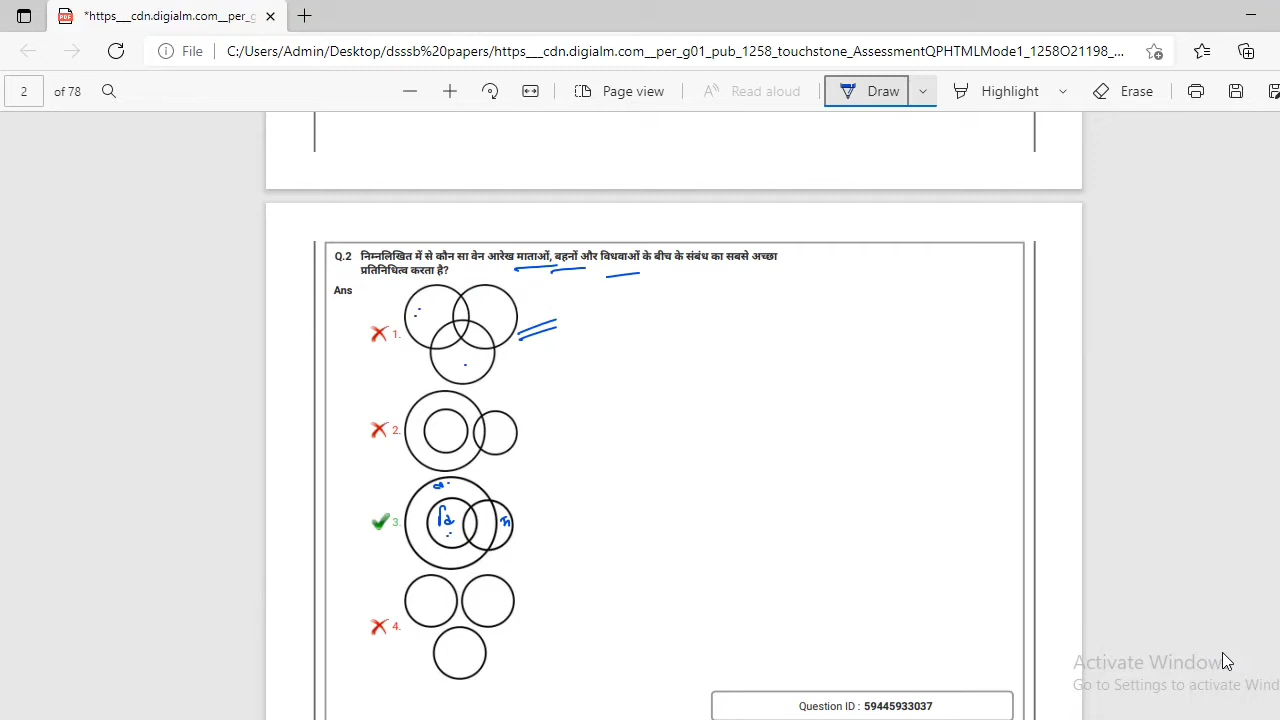 *https__cdn.digialm.com__per_g
File
C:/Users/Admin/Desktop/dsssb%20papers/https__cdn.digialm.com__per_g01_pub_1258_touchstone_AssessmentQPHTMLMode1_1258O21198_...
2 of 78
Page view
Read aloud
Draw
Highlight
Erase
Q.2 निम्नलिखित में से कौन सा वेन आरेख माताओं, बहनों और विधवाओं के बीच के संबंध का सबसे अच्छा
प्रतिनिधित्व करता है?
Ans
1.
2.
3.
वि
4.
Activate Window
Go to Settings to activate Wind
Question ID : 59445933037